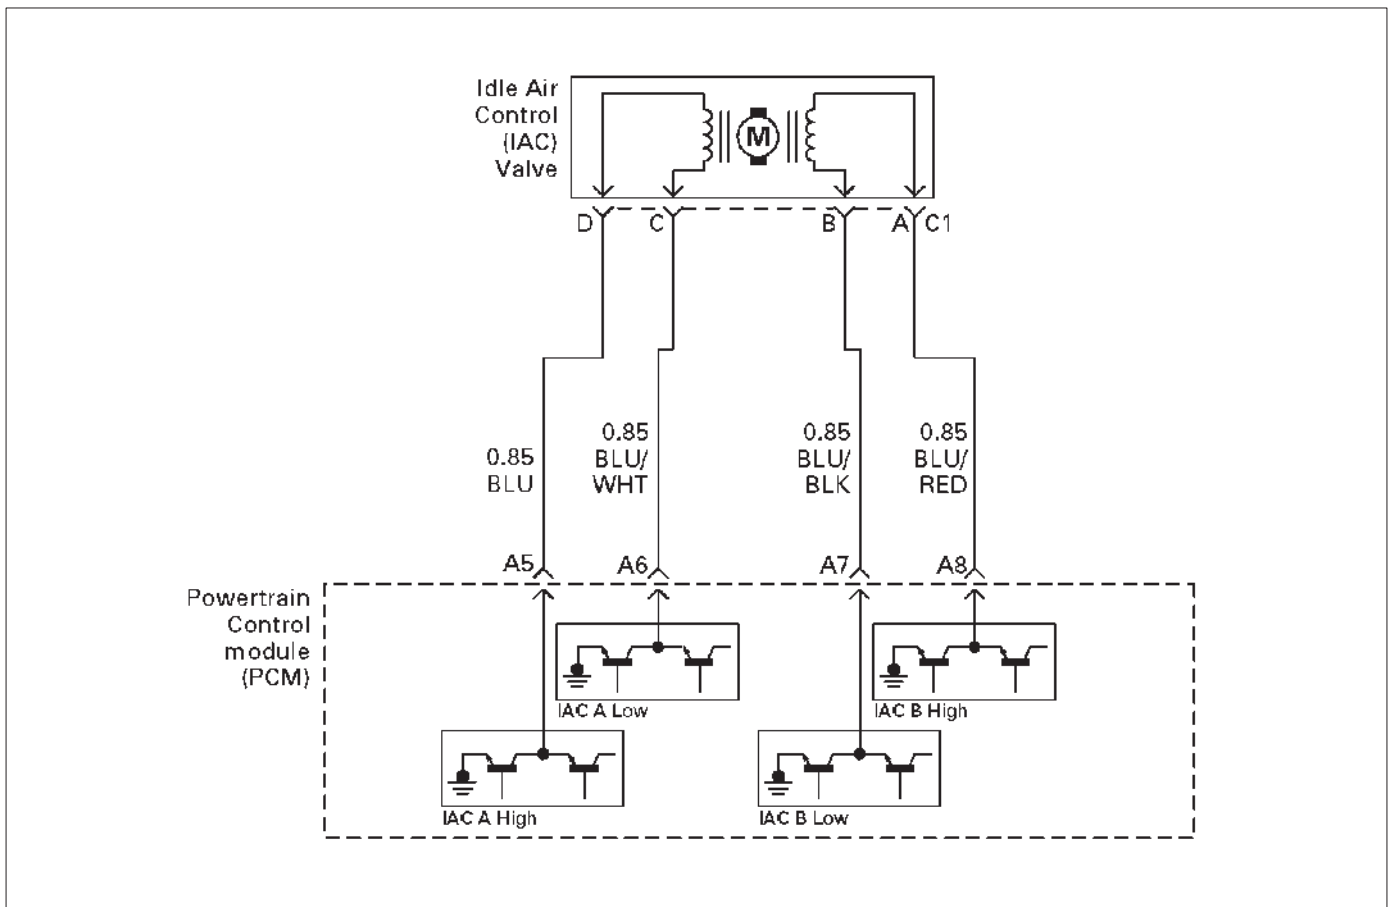 Idle Air
Control
(IAC)
Valve
M
D
C
B
A
C1
0.85
BLU
0.85
BLU/
WHT
0.85
BLU/
BLK
0.85
BLU/
RED
A5
A6
A7
A8
Powertrain
Control
module
(PCM)
IAC A Low
IAC B High
IAC A High
IAC B Low